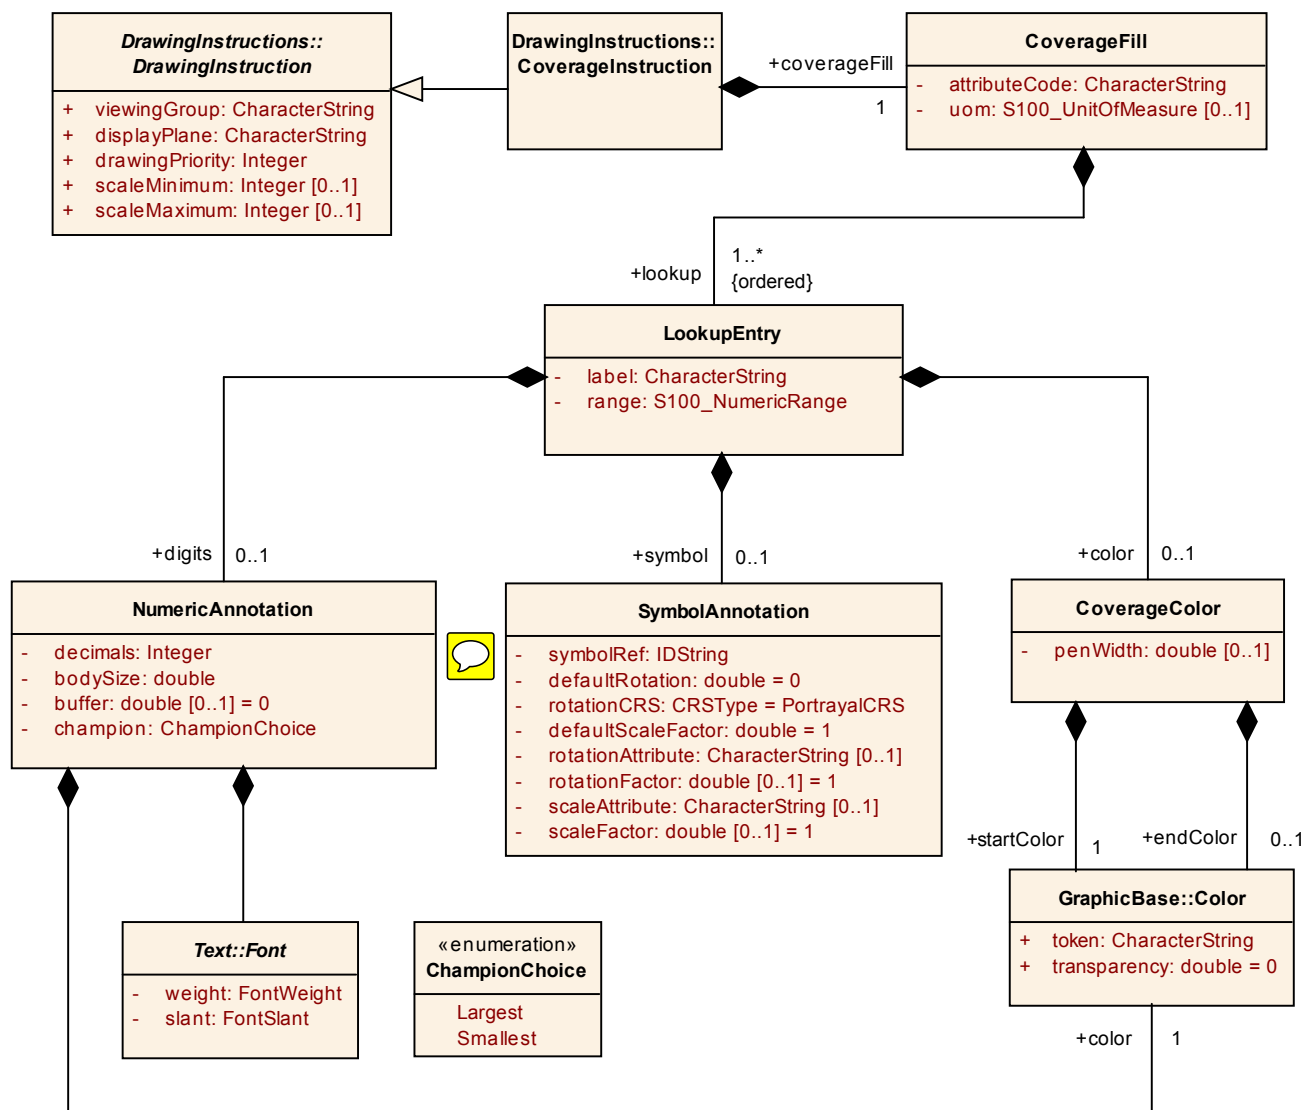 DrawingInstructions::
DrawingInstruction
+ viewingGroup: CharacterString
+ displayPlane: CharacterString
+ drawingPriority: Integer
+ scaleMinimum: Integer [0..1]
+ scaleMaximum: Integer [0..1]
DrawingInstructions::
CoverageInstruction
+coverageFill
1
CoverageFill
- attributeCode: CharacterString
- uom: S100_UnitOfMeasure [0..1]
+lookup
1..*
{ordered}
LookupEntry
- label: CharacterString
- range: S100_NumericRange
+digits
0..1
+symbol
0..1
+color
0..1
NumericAnnotation
- decimals: Integer
- bodySize: double
- buffer: double [0..1] = 0
- champion: ChampionChoice
SymbolAnnotation
- symbolRef: IDString
- defaultRotation: double = 0
- rotationCRS: CRSType = PortrayalCRS
- defaultScaleFactor: double = 1
- rotationAttribute: CharacterString [0..1]
- rotationFactor: double [0..1] = 1
- scaleAttribute: CharacterString [0..1]
- scaleFactor: double [0..1] = 1
CoverageColor
- penWidth: double [0..1]
+startColor
1
+endColor
0..1
GraphicBase::Color
+ token: CharacterString
+ transparency: double = 0
+color
1
Text::Font
- weight: FontWeight
- slant: FontSlant
«enumeration»
ChampionChoice
Largest
Smallest